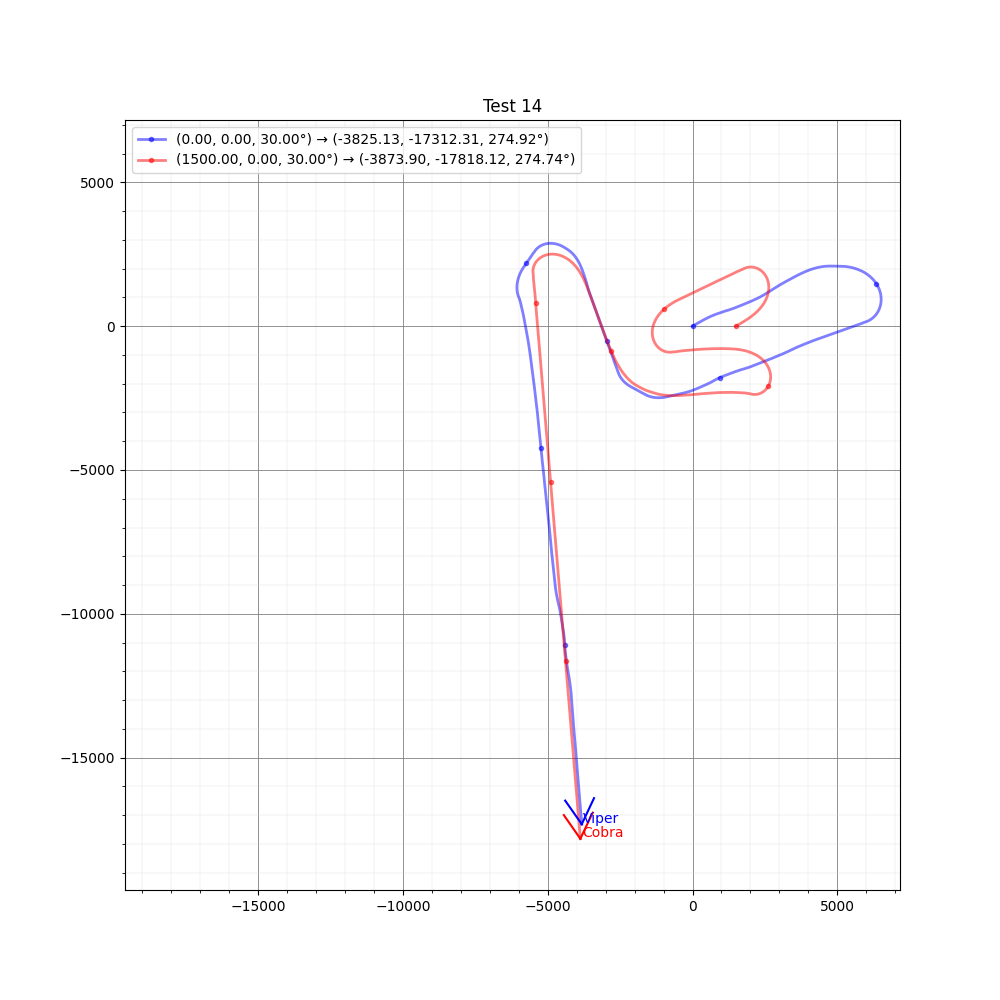 Test 14
(0.00, 0.00, 30.00°) → (-3825.13, -17312.31, 274.92°)
(1500.00, 0.00, 30.00°) → (-3873.90, -17818.12, 274.74°)
5000
0
−5000
−10000
−15000
Viper
Cobra
−15000 −10000 −5000 0 5000